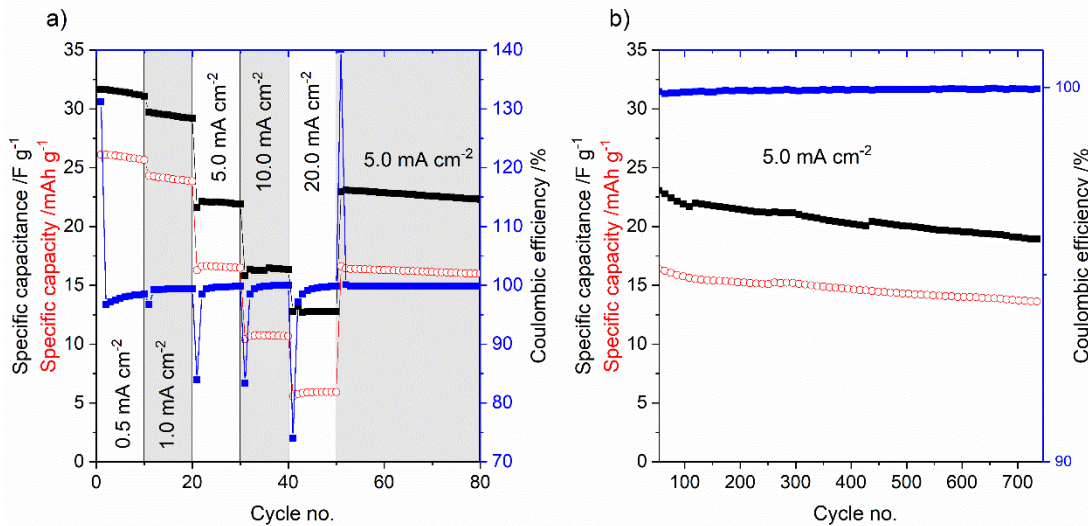 a)
Specific capacitance /F g⁻¹
Specific capacity /mAh g⁻¹
35
30
25
20
15
10
5
0
0.5 mA cm⁻²
1.0 mA cm⁻²
5.0 mA cm⁻²
10.0 mA cm⁻²
20.0 mA cm⁻²
5.0 mA cm⁻²
140
130
120
110
100
90
80
70
Coulombic efficiency /%
0 20 40 60 80
Cycle no.
b)
Specific capacitance /F g⁻¹
Specific capacity /mAh g⁻¹
35
30
25
20
15
10
5
0
5.0 mA cm⁻²
100
90
Coulombic efficiency /%
100 200 300 400 500 600 700
Cycle no.